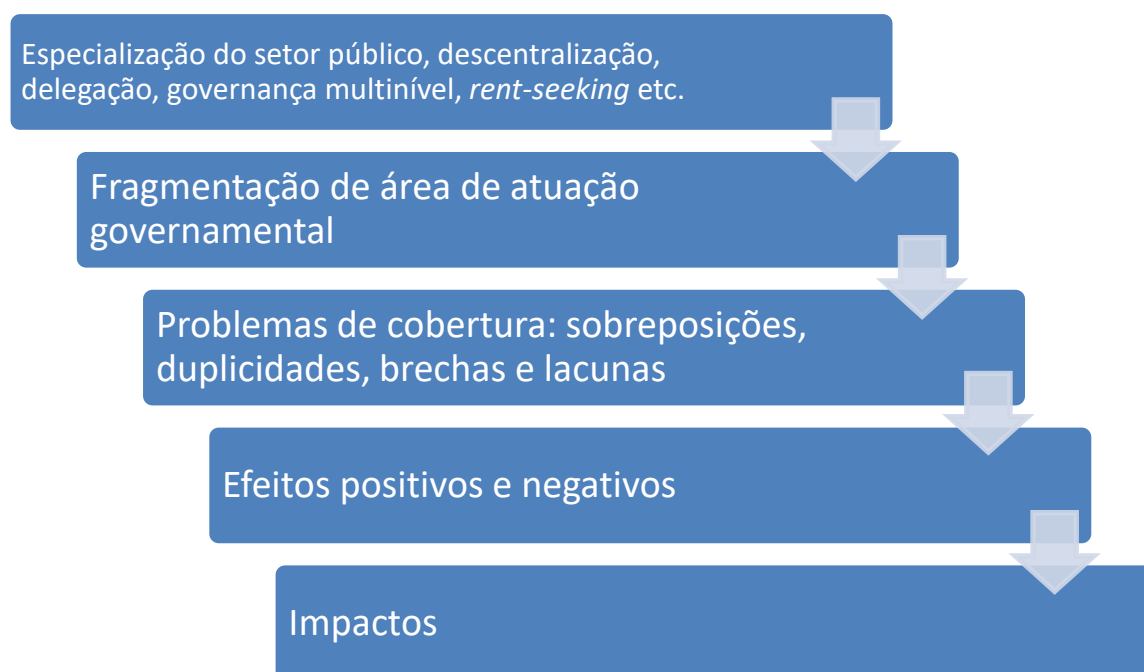 Especialização do setor público, descentralização,
delegação, governança multinível, rent-seeking etc.
Fragmentação de área de atuação
governamental
Problemas de cobertura: sobreposições,
duplicidades, brechas e lacunas
Efeitos positivos e negativos
Impactos